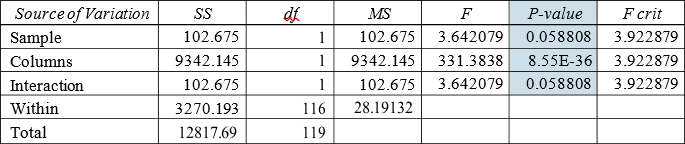 Source of Variation SS df MS F P-value F crit
Sample 102.675 1 102.675 3.642079 0.058808 3.922879
Columns 9342.145 1 9342.145 331.3838 8.55E-36 3.922879
Interaction 102.675 1 102.675 3.642079 0.058808 3.922879
Within 3270.193 116 28.19132
Total 12817.69 119